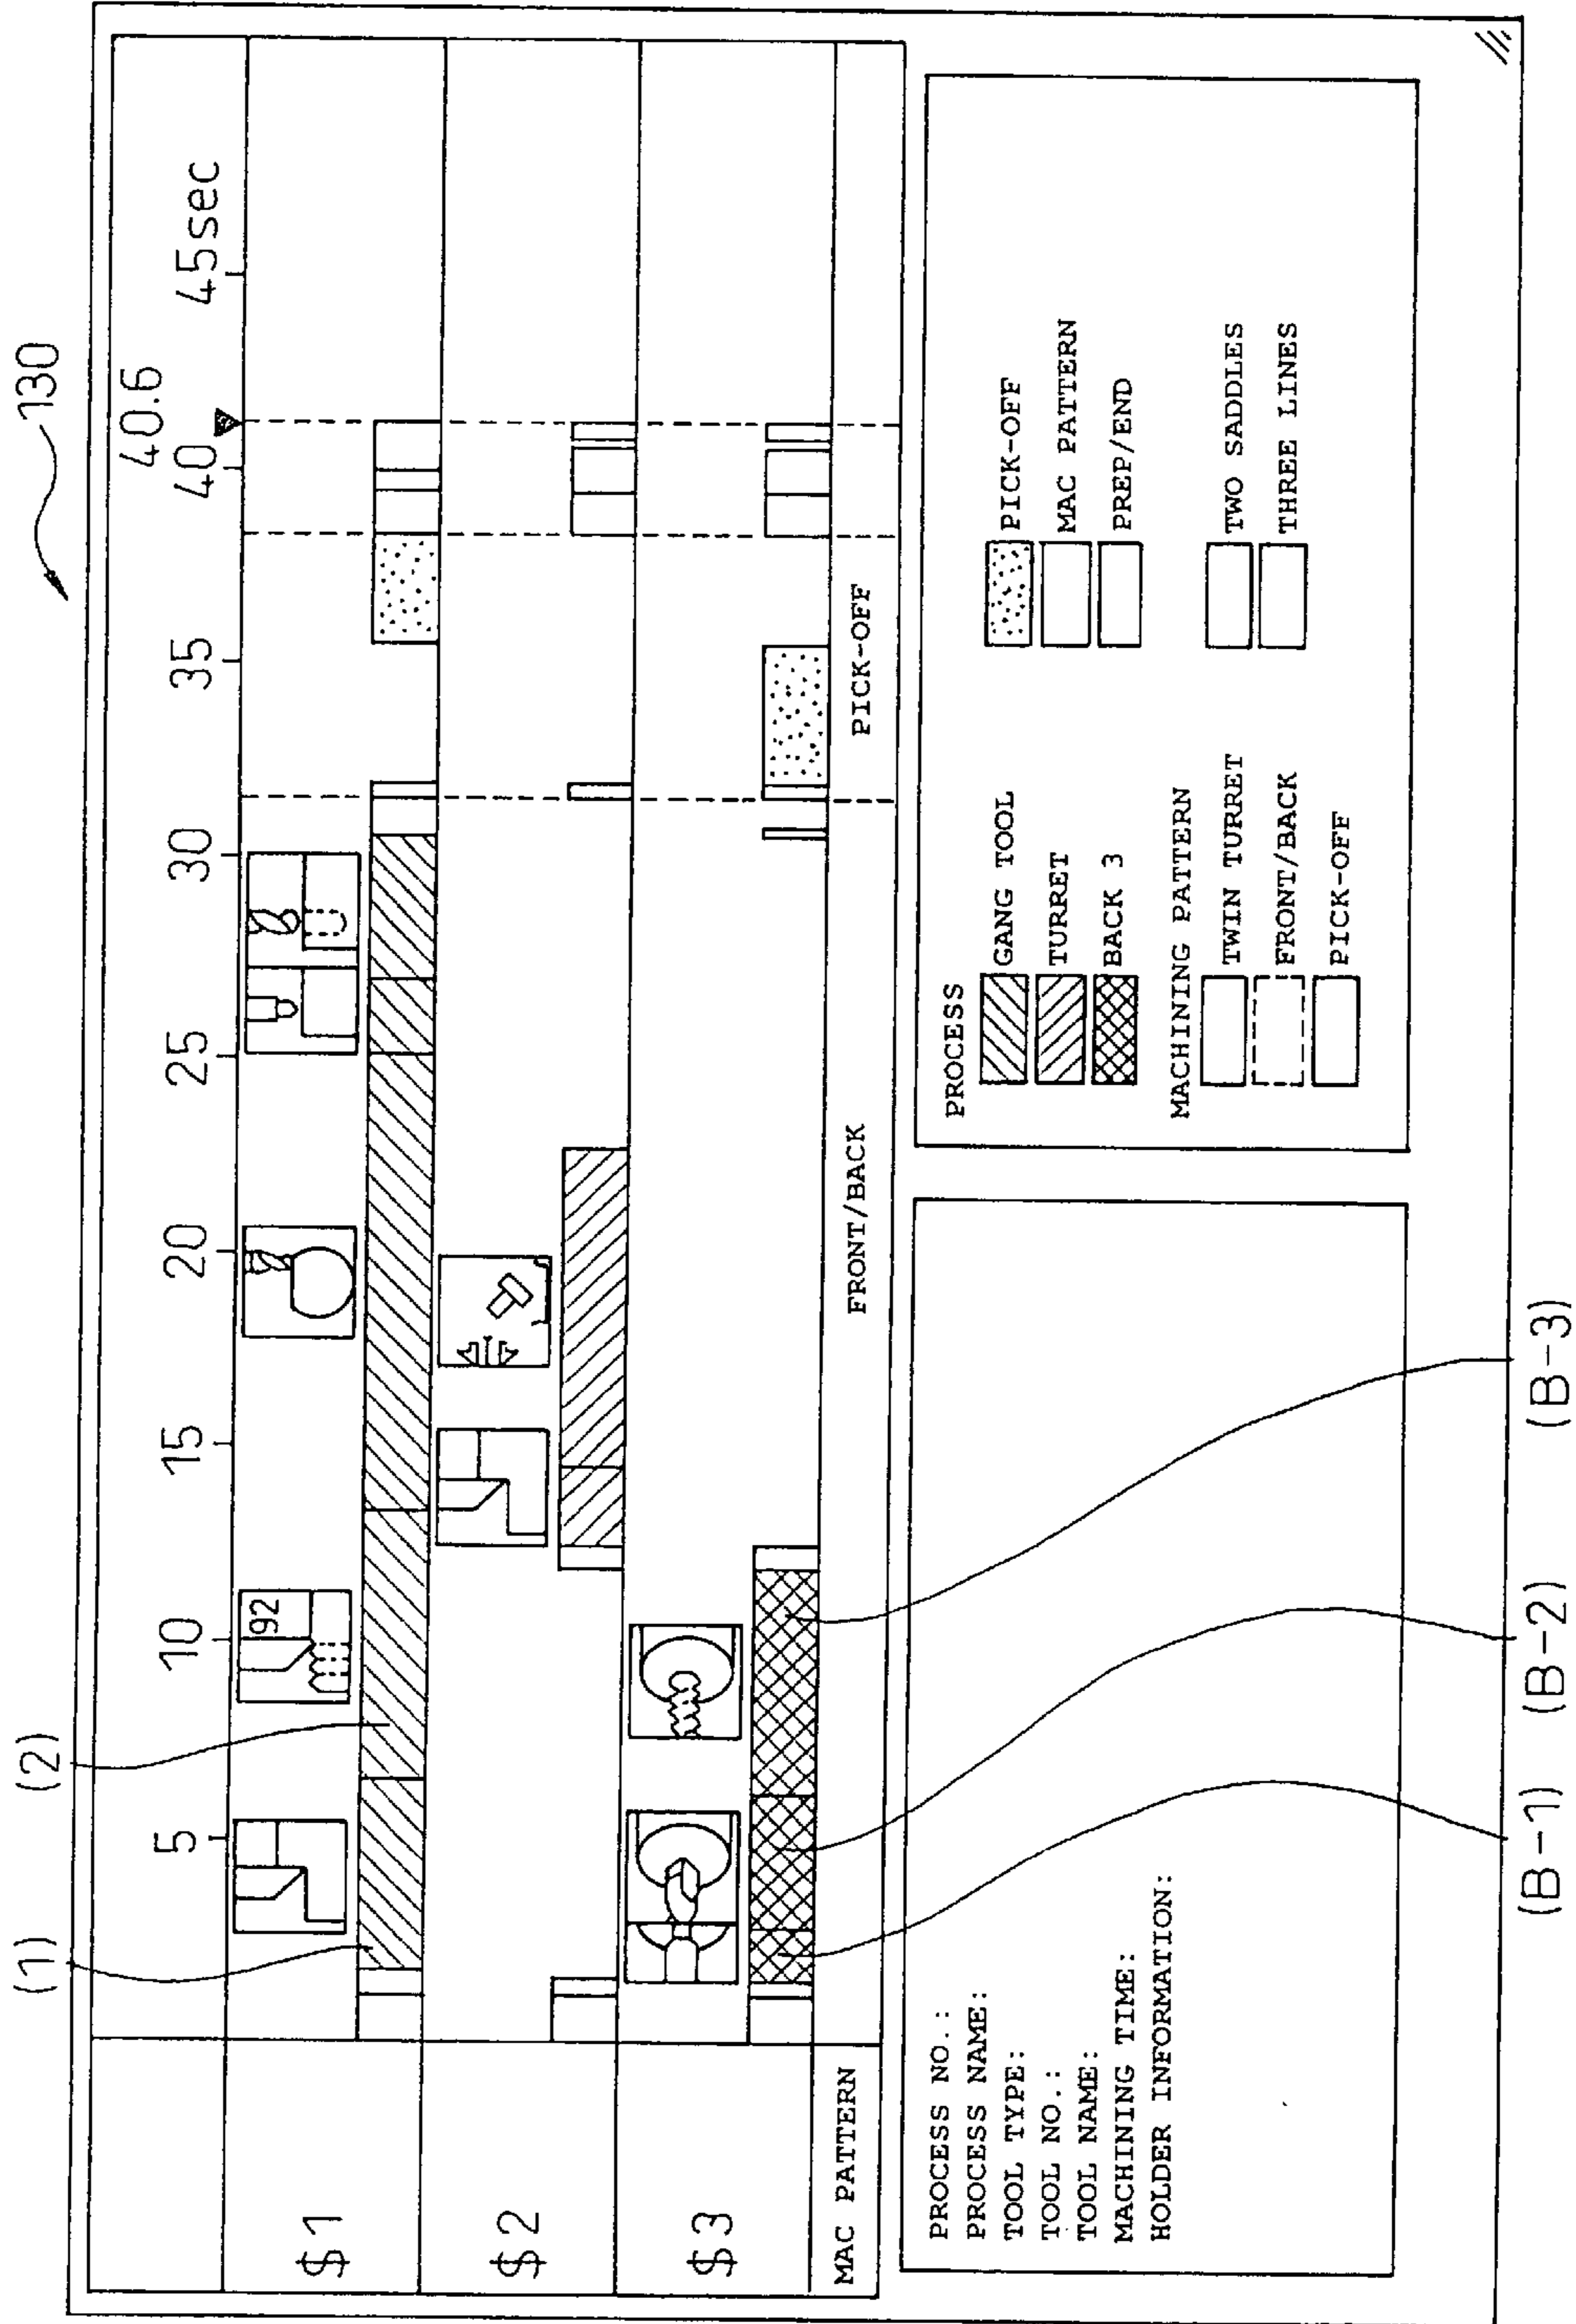 130
(1)
(2)
40.6
5
10
15
20
25
30
35
40
45sec
$1
92
$2
$3
MAC PATTERN
FRONT/BACK
PICK-OFF
PROCESS NO.:
PROCESS NAME:
TOOL TYPE:
TOOL NO.:
TOOL NAME:
MACHINING TIME:
HOLDER INFORMATION:
PROCESS
GANG TOOL
PICK-OFF
TURRET
MAC PATTERN
BACK 3
PREP/END
MACHINING PATTERN
TWIN TURRET
TWO SADDLES
FRONT/BACK
THREE LINES
PICK-OFF
(B-1)
(B-2)
(B-3)